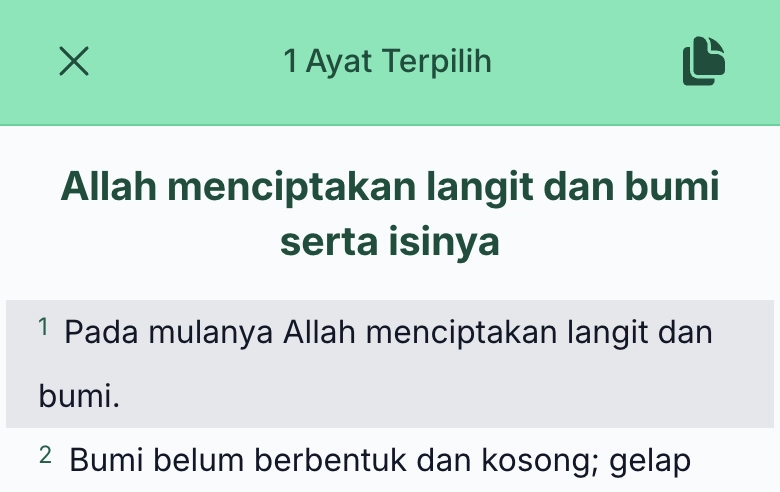 1 Ayat Terpilih
Allah menciptakan langit dan bumi
serta isinya
1 Pada mulanya Allah menciptakan langit dan
bumi.
2 Bumi belum berbentuk dan kosong; gelap